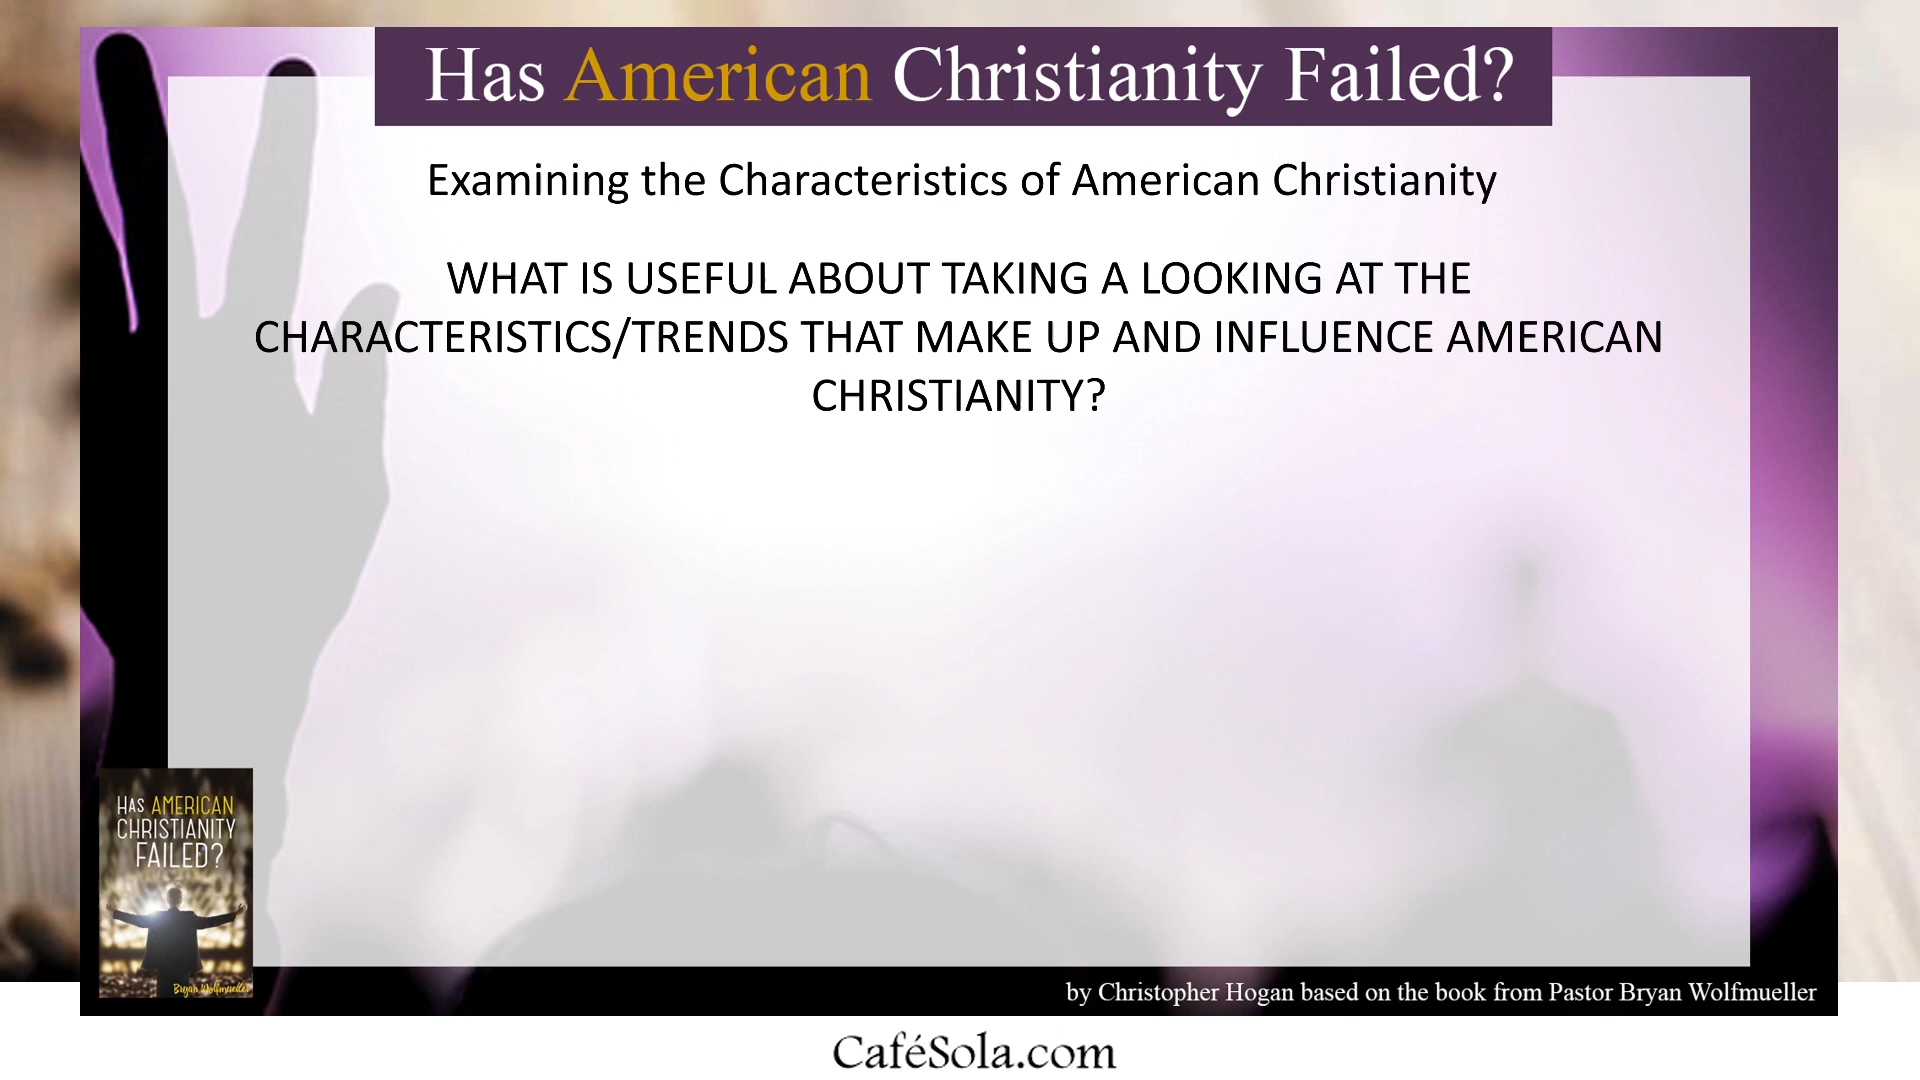 Has American Christianity Failed?
Examining the Characteristics of American Christianity
WHAT IS USEFUL ABOUT TAKING A LOOKING AT THE
CHARACTERISTICS/TRENDS THAT MAKE UP AND INFLUENCE AMERICAN
CHRISTIANITY?
HAS AMERICAN
CHRISTIANITY
FAILED?
Bryan Wolfmueller
by Christopher Hogan based on the book from Pastor Bryan Wolfmueller
CaféSola.com